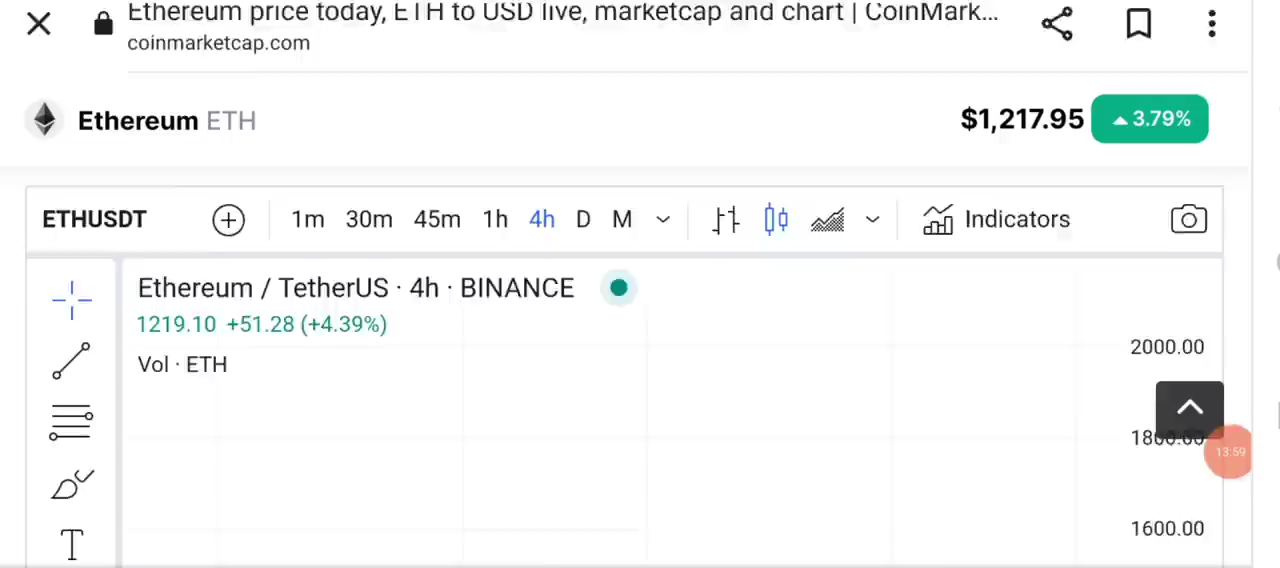 Ethereum price today, ETH to USD live, marketcap and chart | CoinMark...
coinmarketcap.com
Ethereum ETH
$1,217.95 ▲ 3.79%
ETHUSDT 1m 30m 45m 1h 4h D M Indicators
Ethereum / TetherUS · 4h · BINANCE
1219.10 +51.28 (+4.39%)
Vol · ETH
2000.00
1800.00
13:59
1600.00